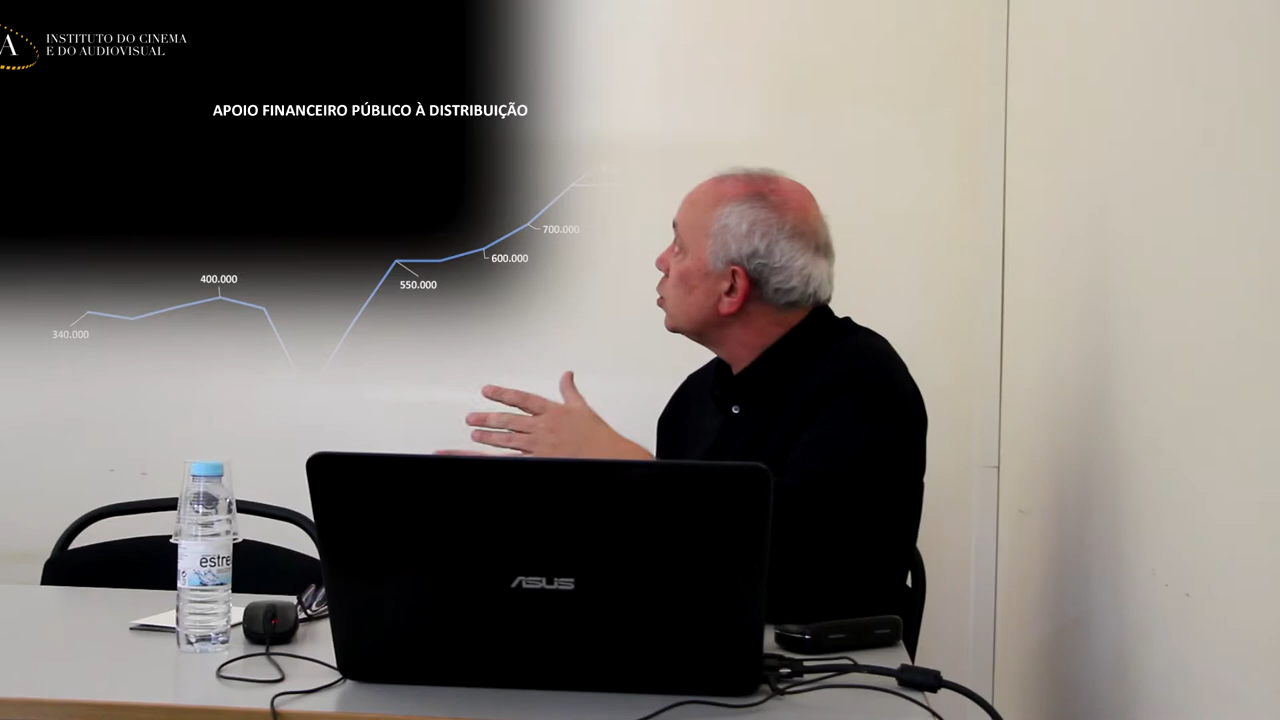 A
INSTITUTO DO CINEMA
E DO AUDIOVISUAL
APOIO FINANCEIRO PÚBLICO À DISTRIBUIÇÃO
700.000
600.000
400.000
550.000
340.000
estre
ASUS